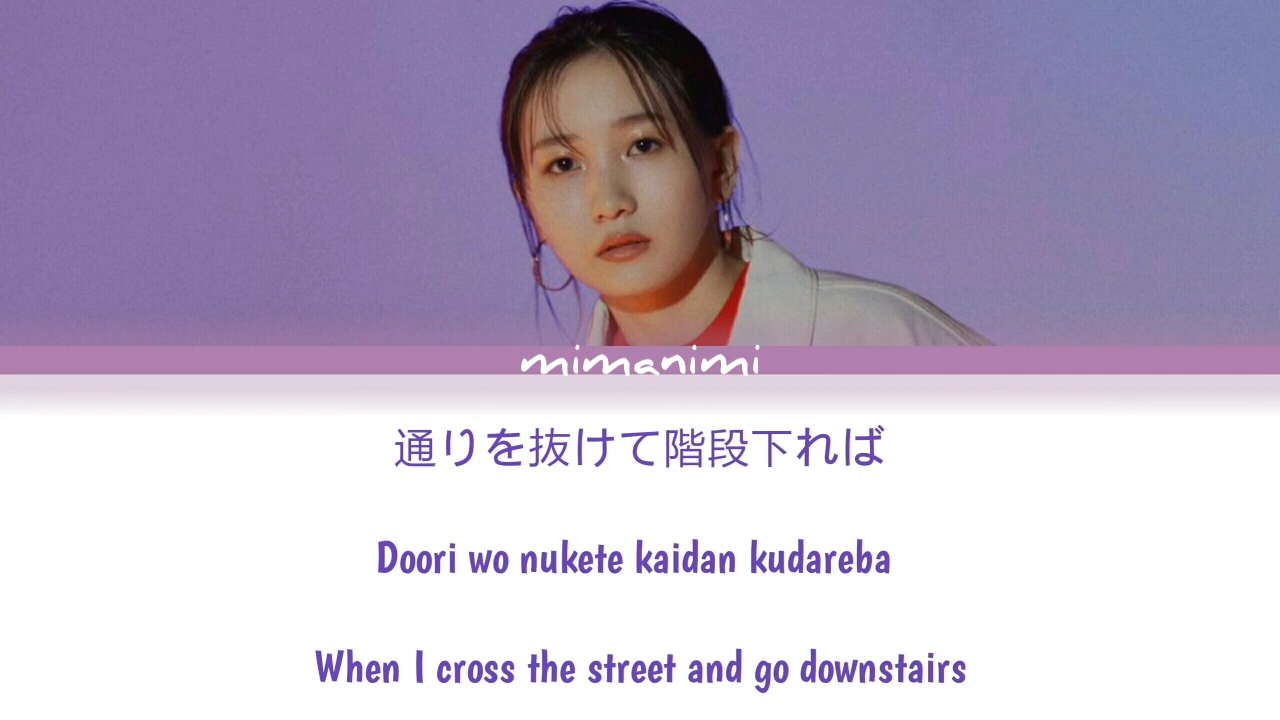 mimanimi
通りを抜けて階段下れば
Doori wo nukete kaidan kudareba
When I cross the street and go downstairs